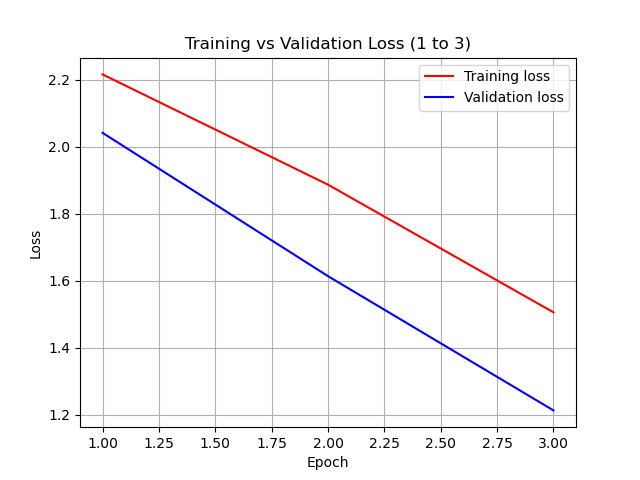 Training vs Validation Loss (1 to 3)
Training loss
Validation loss
Loss
2.2
2.0
1.8
1.6
1.4
1.2
1.00 1.25 1.50 1.75 2.00 2.25 2.50 2.75 3.00
Epoch